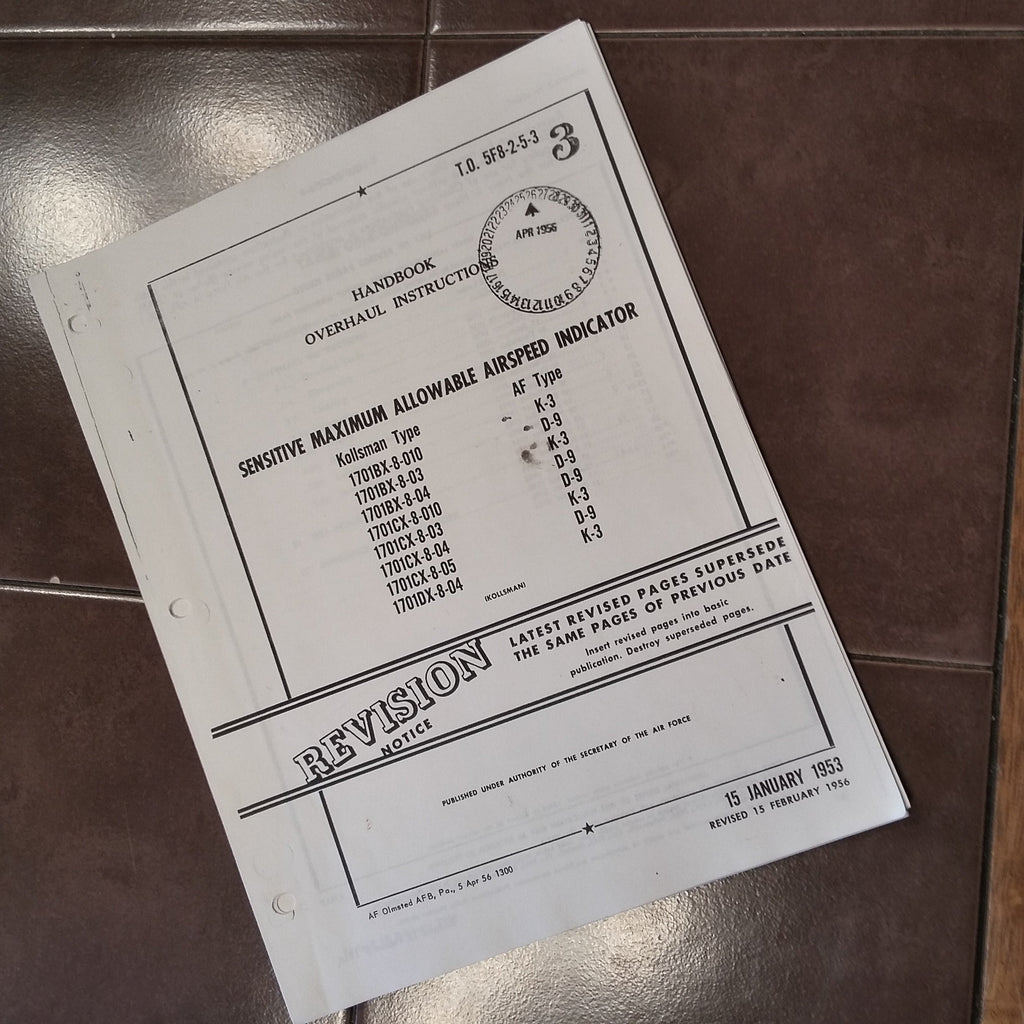 T.O. 5F8-2-5-3
3
APR 1956
HANDBOOK
OVERHAUL INSTRUCTIONS
SENSITIVE MAXIMUM ALLOWABLE AIRSPEED INDICATOR
Kollsman Type AF Type
1701BX-8-010 K-3
1701BX-8-03 D-9
1701BX-8-04 K-3
1701CX-8-010 D-9
1701CX-8-03 D-9
1701CX-8-04 K-3
1701CX-8-05 D-9
1701DX-8-04 K-3
(KOLLSMAN)
REVISION
NOTICE
LATEST REVISED PAGES SUPERSEDE
THE SAME PAGES OF PREVIOUS DATE
Insert revised pages into basic
publication. Destroy superseded pages.
PUBLISHED UNDER AUTHORITY OF THE SECRETARY OF THE AIR FORCE
15 JANUARY 1953
REVISED 15 FEBRUARY 1956
AF Olmsted AFB, Pa., 5 Apr 56 1300